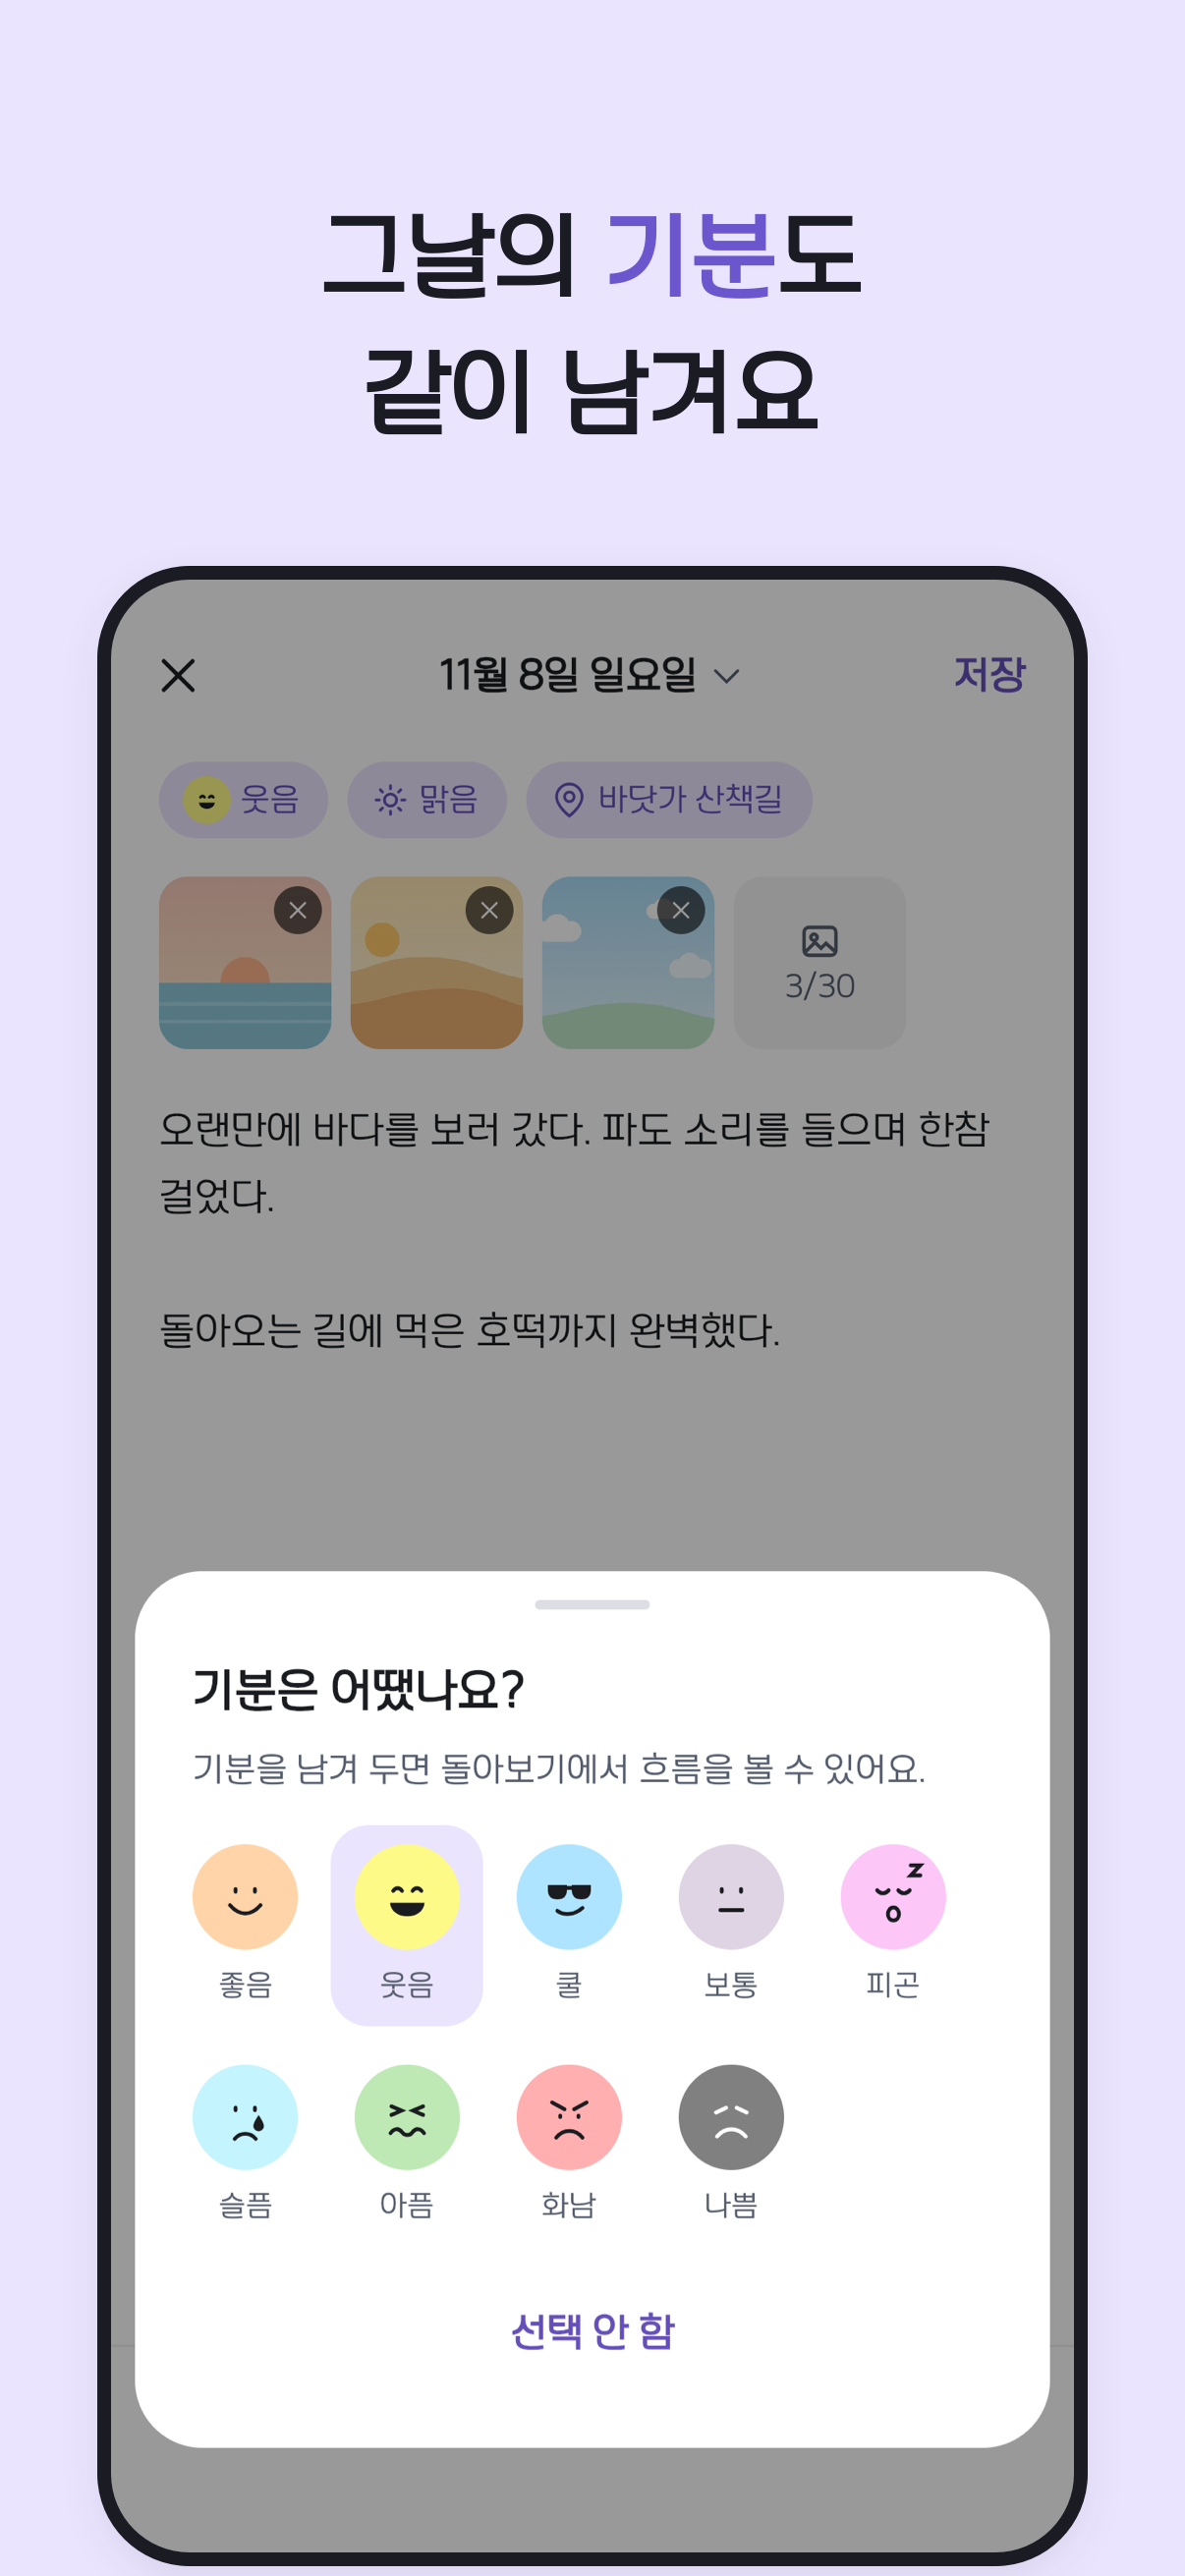 그날의 기분도
같이 남겨요
11월 8일 일요일
저장
웃음
맑음
바닷가 산책길
3/30
오랜만에 바다를 보러 갔다. 파도 소리를 들으며 한참
걸었다.
돌아오는 길에 먹은 호떡까지 완벽했다.
기분은 어땠나요?
기분을 남겨 두면 돌아보기에서 흐름을 볼 수 있어요.
좋음
웃음
쿨
보통
피곤
슬픔
아픔
화남
나쁨
선택 안 함